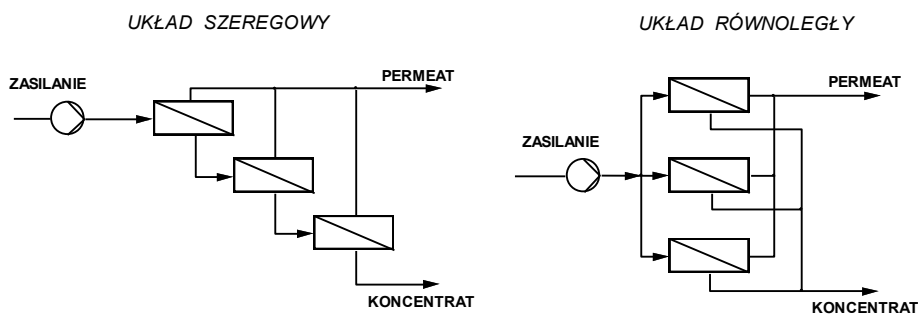 UKŁAD SZEREGOWY
ZASILANIE
PERMEAT
KONCENTRAT
UKŁAD RÓWNOLEGŁY
ZASILANIE
PERMEAT
KONCENTRAT